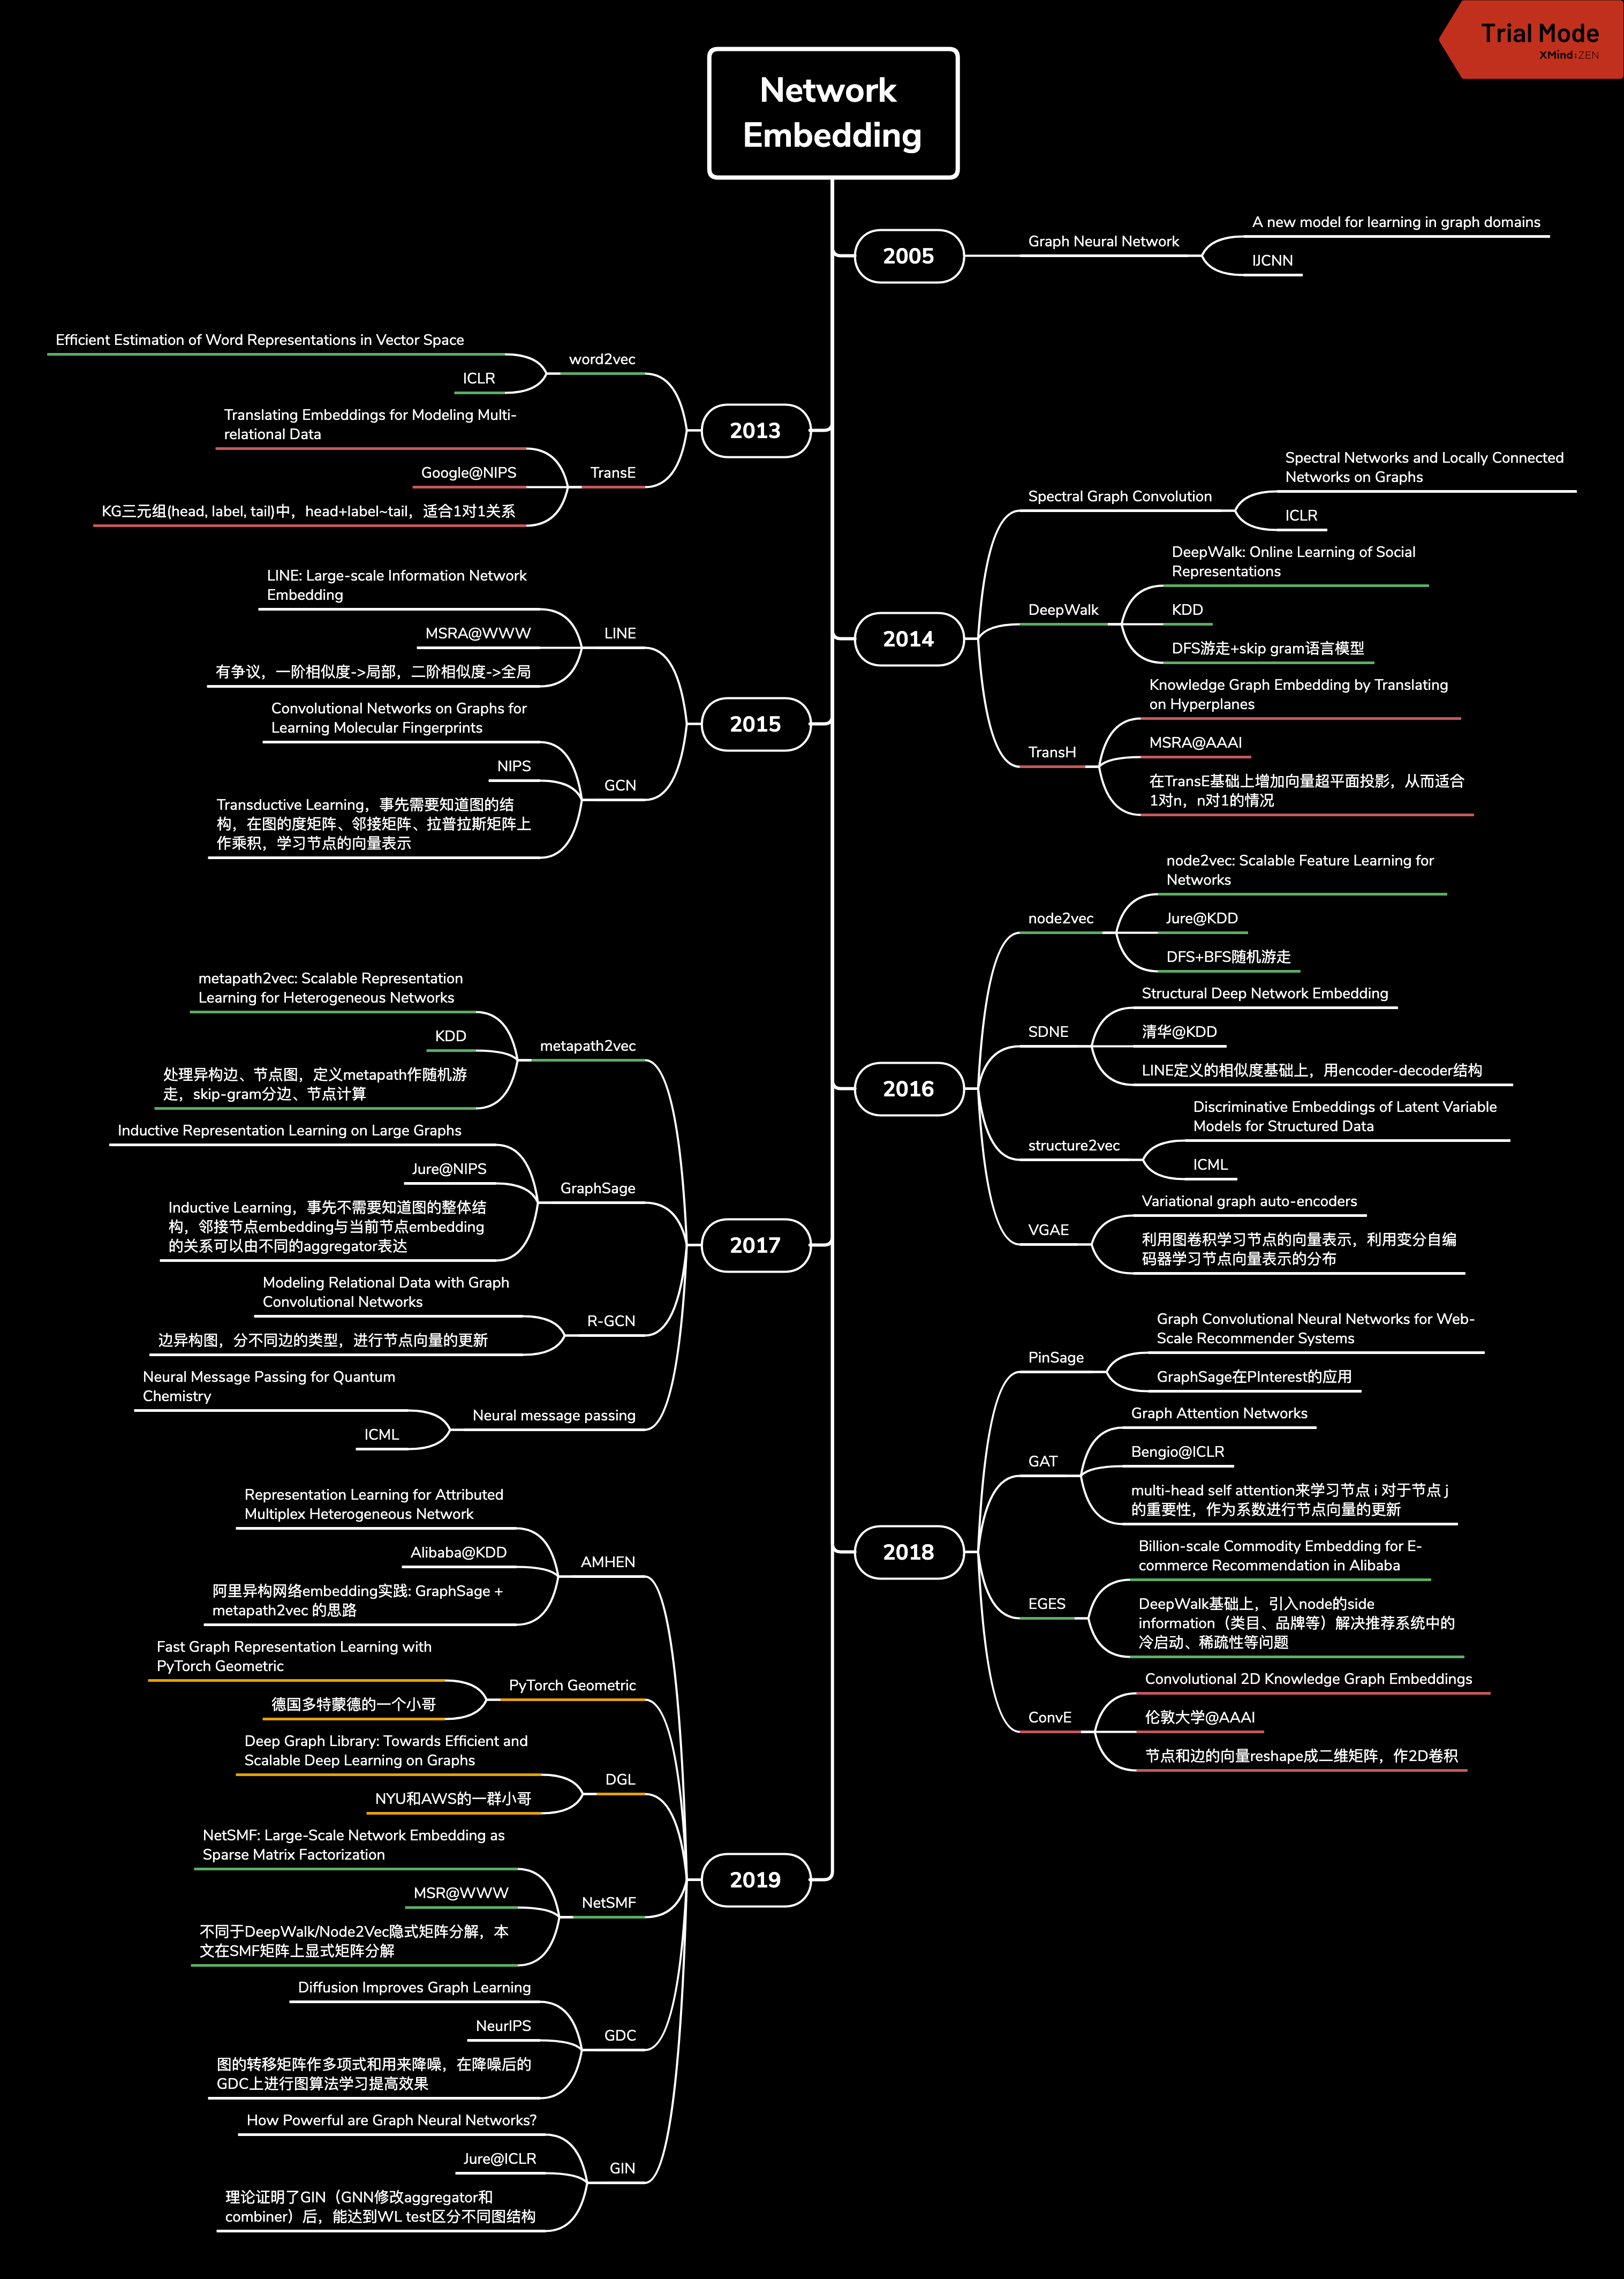 Trial Mode
XMind:ZEN
Network
Embedding
2005
Graph Neural Network
A new model for learning in graph domains
IJCNN
2013
word2vec
Efficient Estimation of Word Representations in Vector Space
ICLR
TransE
Translating Embeddings for Modeling Multi-
relational Data
Google@NIPS
KG三元组(head, label, tail)中，head+label~tail，适合1对1关系
2014
Spectral Graph Convolution
Spectral Networks and Locally Connected
Networks on Graphs
ICLR
DeepWalk
DeepWalk: Online Learning of Social
Representations
KDD
DFS游走+skip gram语言模型
TransH
Knowledge Graph Embedding by Translating
on Hyperplanes
MSRA@AAAI
在TransE基础上增加向量超平面投影，从而适合
1对n，n对1的情况
2015
LINE
LINE: Large-scale Information Network
Embedding
MSRA@WWW
有争议，一阶相似度->局部，二阶相似度->全局
GCN
Convolutional Networks on Graphs for
Learning Molecular Fingerprints
NIPS
Transductive Learning，事先需要知道图的结
构，在图的度矩阵、邻接矩阵、拉普拉斯矩阵上
作乘积，学习节点的向量表示
2016
node2vec
node2vec: Scalable Feature Learning for
Networks
Jure@KDD
DFS+BFS随机游走
SDNE
Structural Deep Network Embedding
清华@KDD
LINE定义的相似度基础上，用encoder-decoder结构
structure2vec
Discriminative Embeddings of Latent Variable
Models for Structured Data
ICML
VGAE
Variational graph auto-encoders
利用图卷积学习节点的向量表示，利用变分自编
码器学习节点向量表示的分布
2017
metapath2vec
metapath2vec: Scalable Representation
Learning for Heterogeneous Networks
KDD
处理异构边、节点图，定义metapath作随机游
走，skip-gram分边、节点计算
GraphSage
Inductive Representation Learning on Large Graphs
Jure@NIPS
Inductive Learning，事先不需要知道图的整体结
构，邻接节点embedding与当前节点embedding
的关系可以由不同的aggregator表达
R-GCN
Modeling Relational Data with Graph
Convolutional Networks
边异构图，分不同边的类型，进行节点向量的更新
Neural message passing
Neural Message Passing for Quantum
Chemistry
ICML
2018
PinSage
Graph Convolutional Neural Networks for Web-
Scale Recommender Systems
GraphSage在PInterest的应用
GAT
Graph Attention Networks
Bengio@ICLR
multi-head self attention来学习节点 i 对于节点 j
的重要性，作为系数进行节点向量的更新
EGES
Billion-scale Commodity Embedding for E-
commerce Recommendation in Alibaba
DeepWalk基础上，引入node的side
information（类目、品牌等）解决推荐系统中的
冷启动、稀疏性等问题
ConvE
Convolutional 2D Knowledge Graph Embeddings
伦敦大学@AAAI
节点和边的向量reshape成二维矩阵，作2D卷积
2019
AMHEN
Representation Learning for Attributed
Multiplex Heterogeneous Network
Alibaba@KDD
阿里异构网络embedding实践: GraphSage +
metapath2vec 的思路
PyTorch Geometric
Fast Graph Representation Learning with
PyTorch Geometric
德国多特蒙德的一个小哥
DGL
Deep Graph Library: Towards Efficient and
Scalable Deep Learning on Graphs
NYU和AWS的一群小哥
NetSMF
NetSMF: Large-Scale Network Embedding as
Sparse Matrix Factorization
MSR@WWW
不同于DeepWalk/Node2Vec隐式矩阵分解，本
文在SMF矩阵上显式矩阵分解
GDC
Diffusion Improves Graph Learning
NeurIPS
图的转移矩阵作多项式和用来降噪，在降噪后的
GDC上进行图算法学习提高效果
GIN
How Powerful are Graph Neural Networks?
Jure@ICLR
理论证明了GIN（GNN修改aggregator和
combiner）后，能达到WL test区分不同图结构